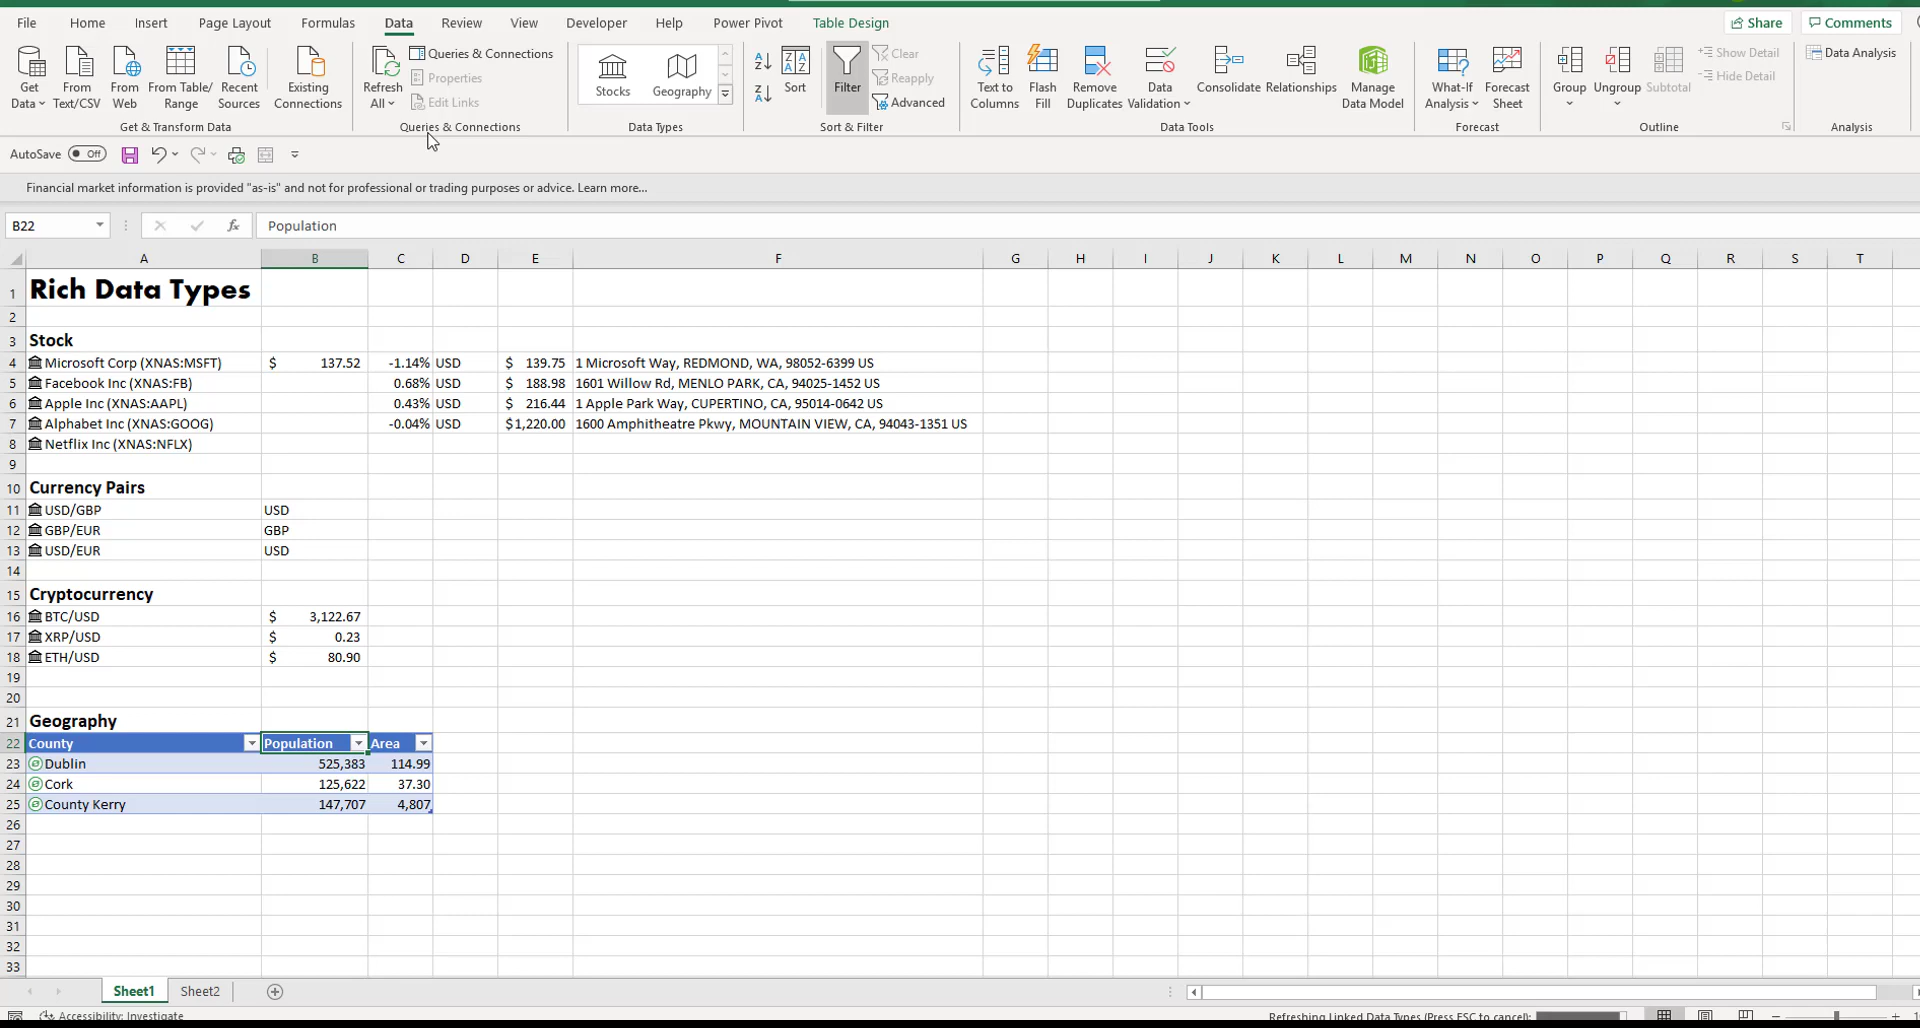 File Home Insert Page Layout Formulas Data Review View Developer Help Power Pivot Table Design Share Comments
Get Data From Text/CSV From Web From Table/ Range Recent Sources Existing Connections
Get & Transform Data
Refresh All Queries & Connections Properties Edit Links
Queries & Connections
Stocks Geography
Data Types
Sort Filter Clear Reapply Advanced
Sort & Filter
Text to Columns Flash Fill Remove Duplicates Data Validation Consolidate Relationships Manage Data Model
Data Tools
What-If Analysis Forecast Sheet
Forecast
Group Ungroup Subtotal Show Detail Hide Detail
Outline
Data Analysis
Analysis
AutoSave Off
Financial market information is provided "as-is" and not for professional or trading purposes or advice. Learn more...
B22 fx Population
A B C D E F G H I J K L M N O P Q R S T
1 Rich Data Types
2
3 Stock
4 Microsoft Corp (XNAS:MSFT) $ 137.52 -1.14% USD $ 139.75 1 Microsoft Way, REDMOND, WA, 98052-6399 US
5 Facebook Inc (XNAS:FB) 0.68% USD $ 188.98 1601 Willow Rd, MENLO PARK, CA, 94025-1452 US
6 Apple Inc (XNAS:AAPL) 0.43% USD $ 216.44 1 Apple Park Way, CUPERTINO, CA, 95014-0642 US
7 Alphabet Inc (XNAS:GOOG) -0.04% USD $1,220.00 1600 Amphitheatre Pkwy, MOUNTAIN VIEW, CA, 94043-1351 US
8 Netflix Inc (XNAS:NFLX)
9
10 Currency Pairs
11 USD/GBP USD
12 GBP/EUR GBP
13 USD/EUR USD
14
15 Cryptocurrency
16 BTC/USD $ 3,122.67
17 XRP/USD $ 0.23
18 ETH/USD $ 80.90
19
20
21 Geography
22 County Population Area
23 Dublin 525,383 114.99
24 Cork 125,622 37.30
25 County Kerry 147,707 4,807
26
27
28
29
30
31
32
33
Sheet1 Sheet2
Accessibility: Investigate Refreshing Linked Data Types (Press ESC to cancel):